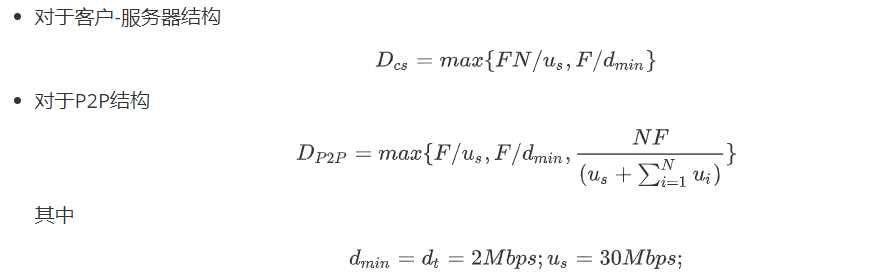 • 对于客户-服务器结构
D_{cs} = max\{FN/u_s, F/d_{min}\}
• 对于P2P结构
D_{P2P} = max\{F/u_s, F/d_{min}, \frac{NF}{(u_s + \sum_{i=1}^{N} u_i)}\}
其中
d_{min} = d_t = 2Mbps; u_s = 30Mbps;